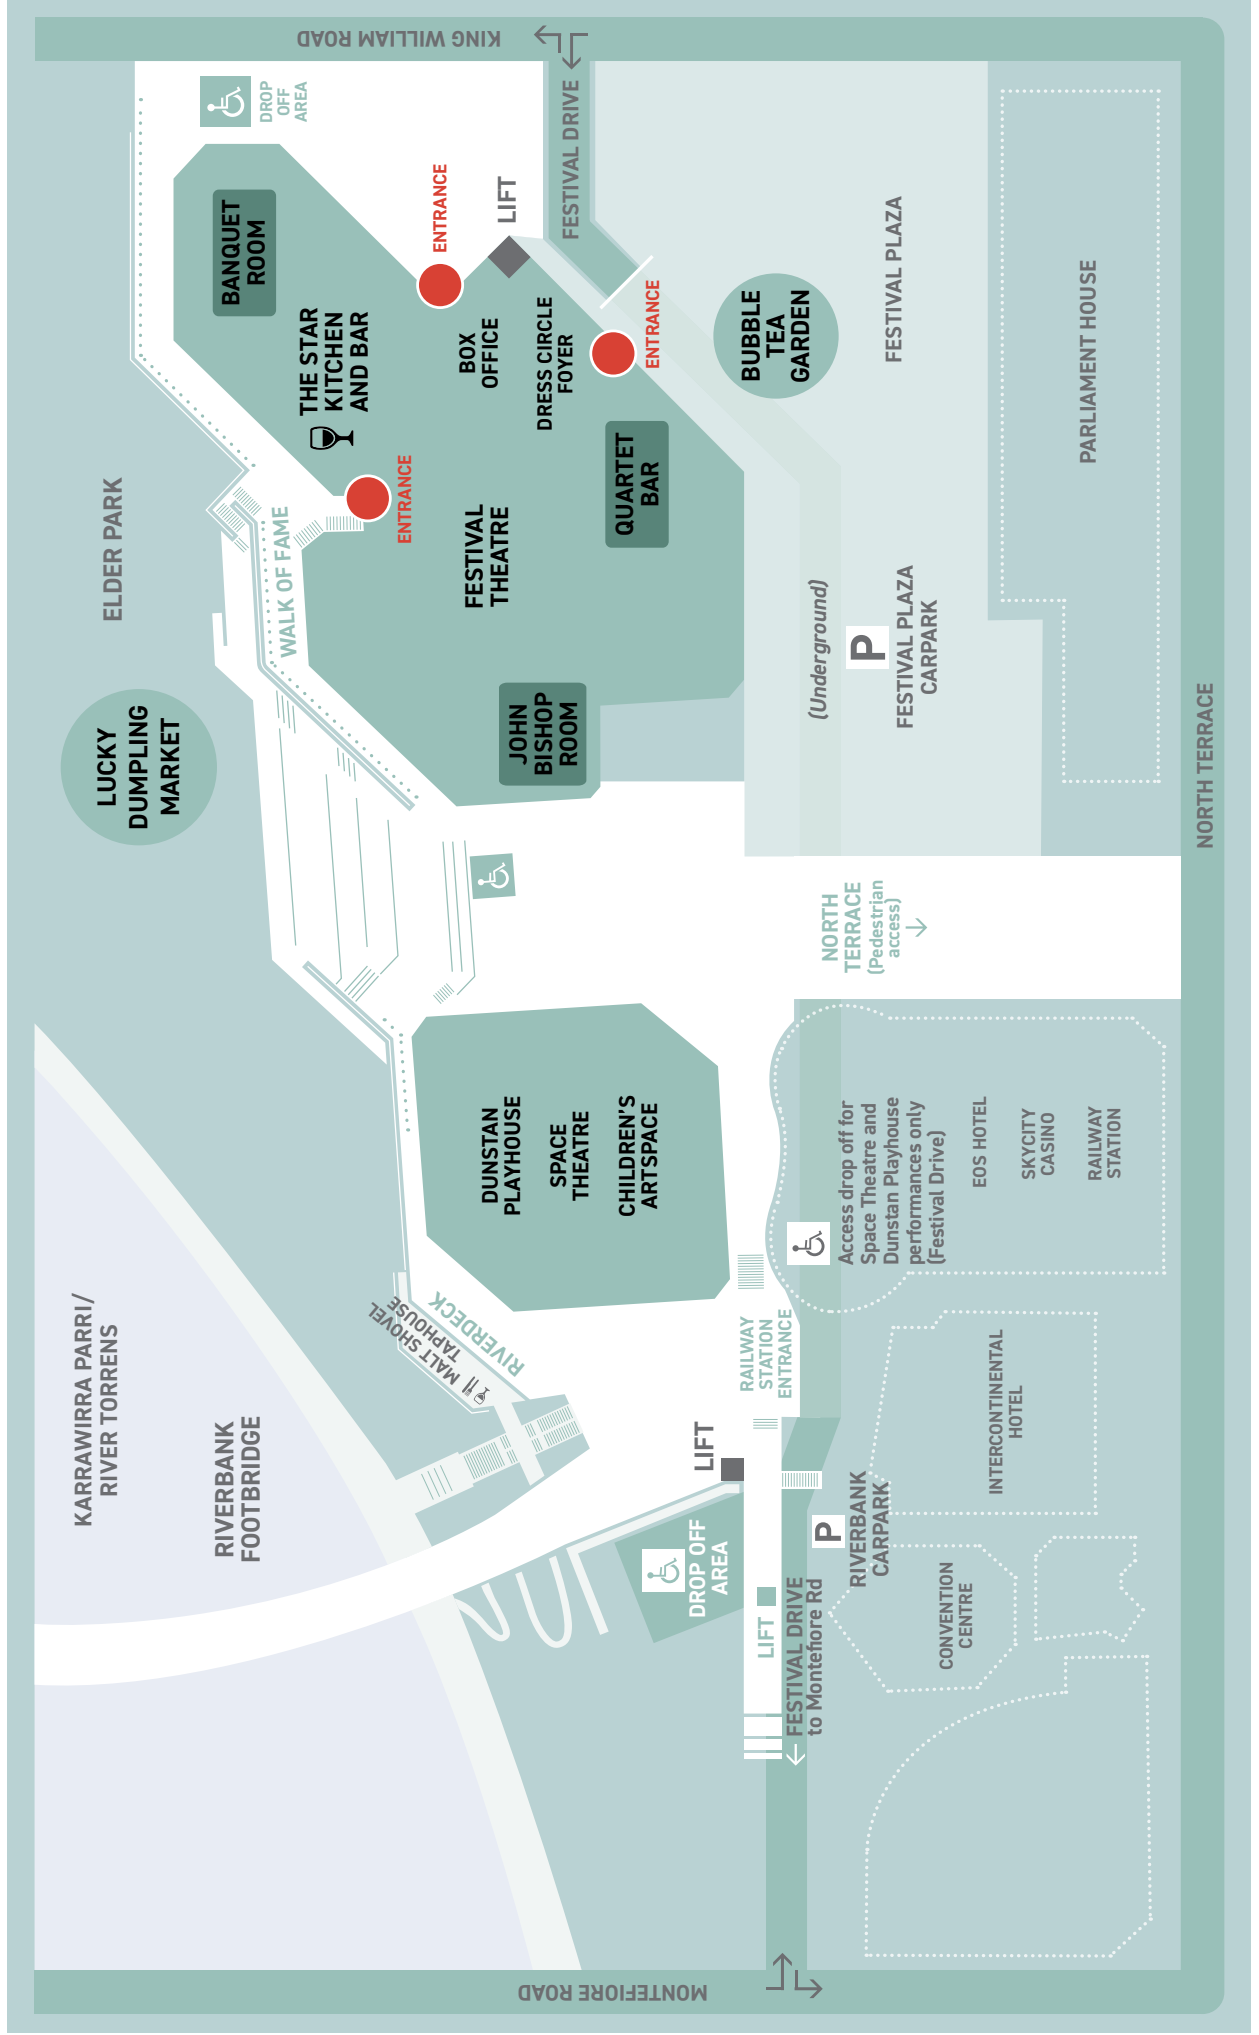 KARRAWIRRA PARRI/
RIVER TORRENS
RIVERBANK
FOOTBRIDGE
ELDER PARK
LUCKY
DUMPLING
MARKET
MONTEFIORE ROAD
KING WILLIAM ROAD
DROP
OFF
AREA
BANQUET
ROOM
THE STAR
KITCHEN
AND BAR
WALK OF FAME
ENTRANCE
ENTRANCE
LIFT
BOX
OFFICE
DRESS CIRCLE
FOYER
ENTRANCE
FESTIVAL
THEATRE
QUARTET
BAR
JOHN
BISHOP
ROOM
FESTIVAL DRIVE
BUBBLE
TEA
GARDEN
FESTIVAL PLAZA
(Underground)
P
FESTIVAL PLAZA
CARPARK
PARLIAMENT HOUSE
NORTH TERRACE
NORTH
TERRACE
(Pedestrian
access)
DUNSTAN
PLAYHOUSE
SPACE
THEATRE
CHILDREN'S
ARTSPACE
MALT SHOVEL
TAPHOUSE
RIVERDECK
Access drop off for
Space Theatre and
Dunstan Playhouse
performances only
(Festival Drive)
EOS HOTEL
SKYCITY
CASINO
RAILWAY
STATION
RAILWAY
STATION
ENTRANCE
LIFT
DROP OFF
AREA
LIFT
FESTIVAL DRIVE
to Montefiore Rd
P
RIVERBANK
CARPARK
INTERCONTINENTAL
HOTEL
CONVENTION
CENTRE